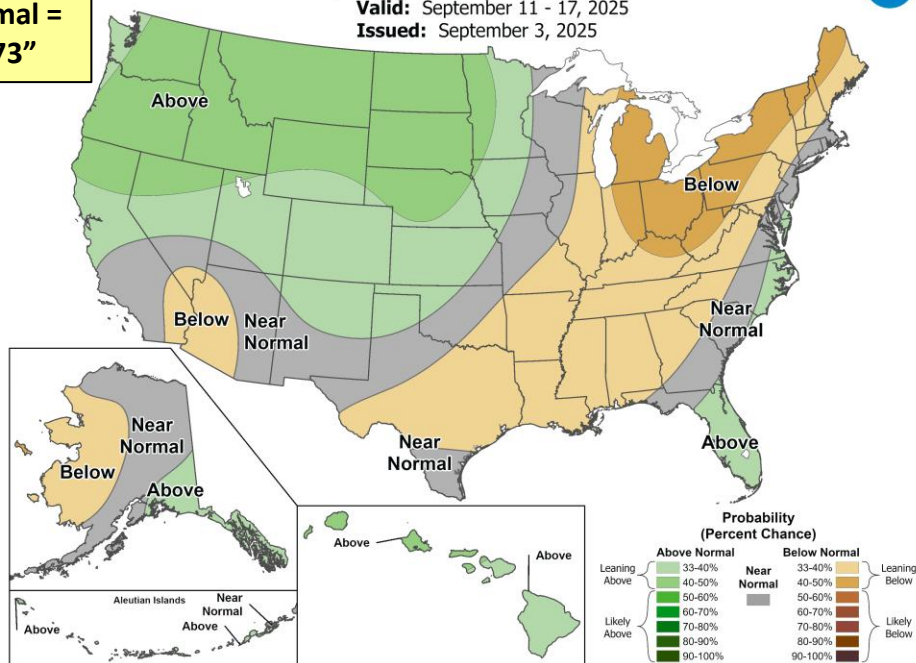 mal =
73”
Valid: September 11 - 17, 2025
Issued: September 3, 2025
Above
Below
Below
Near
Normal
Near
Normal
Near
Normal
Above
Near
Normal
Below
Above
Above
Above
Aleutian Islands
Near
Normal
Above
Above
Probability
(Percent Chance)
Above Normal
Below Normal
Leaning
Above
33-40%
40-50%
Near
Normal
33-40%
40-50%
Leaning
Below
Likely
Above
50-60%
60-70%
70-80%
80-90%
90-100%
50-60%
60-70%
70-80%
80-90%
90-100%
Likely
Below